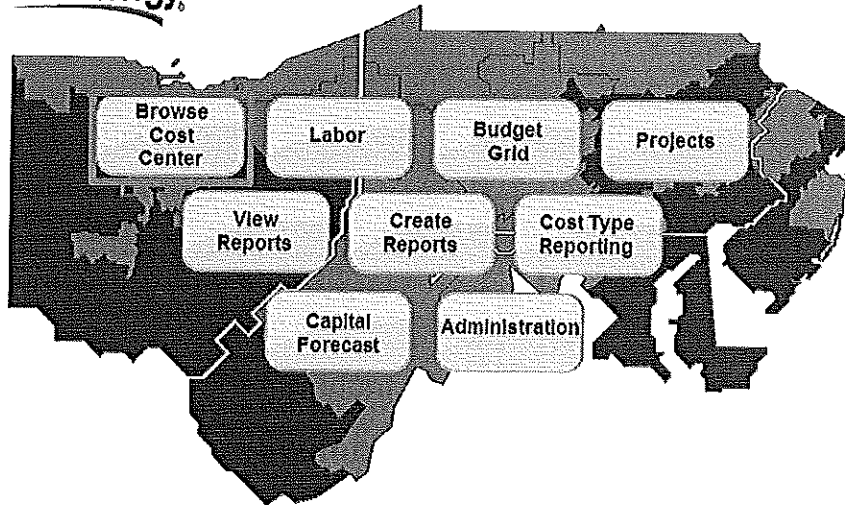 Browse
Cost
Center
Labor
Budget
Grid
Projects
View
Reports
Create
Reports
Cost Type
Reporting
Capital
Forecast
Administration